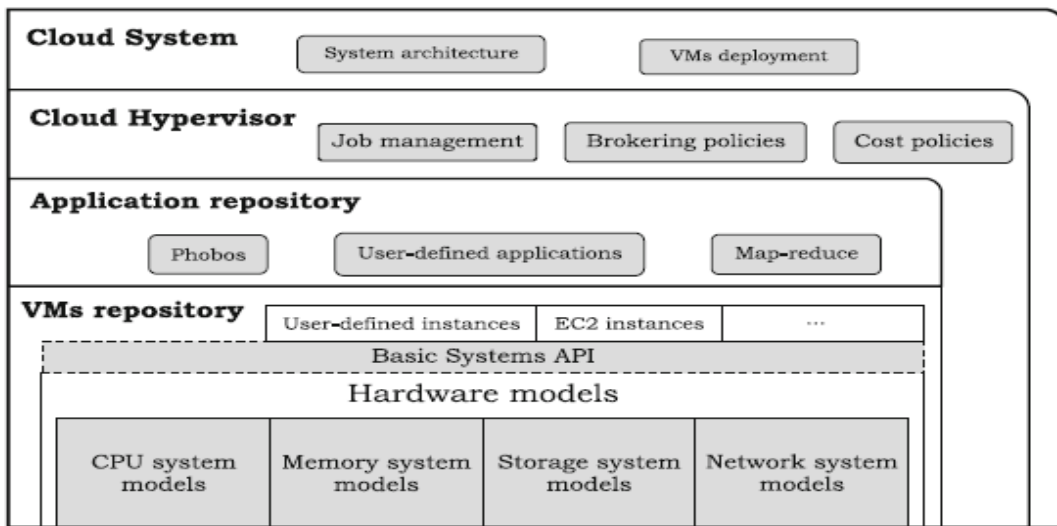 Cloud System
System architecture
VMs deployment
Cloud Hypervisor
Job management
Brokering policies
Cost policies
Application repository
Phobos
User-defined applications
Map-reduce
VMs repository
User-defined instances
EC2 instances
...
Basic Systems API
Hardware models
CPU system
models
Memory system
models
Storage system
models
Network system
models